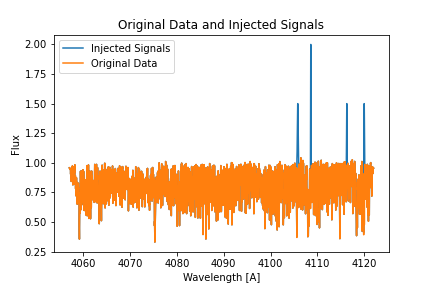 Original Data and Injected Signals
Injected Signals
Original Data
2.00
1.75
1.50
1.25
1.00
0.75
0.50
0.25
Flux
4060 4070 4080 4090 4100 4110 4120
Wavelength [A]